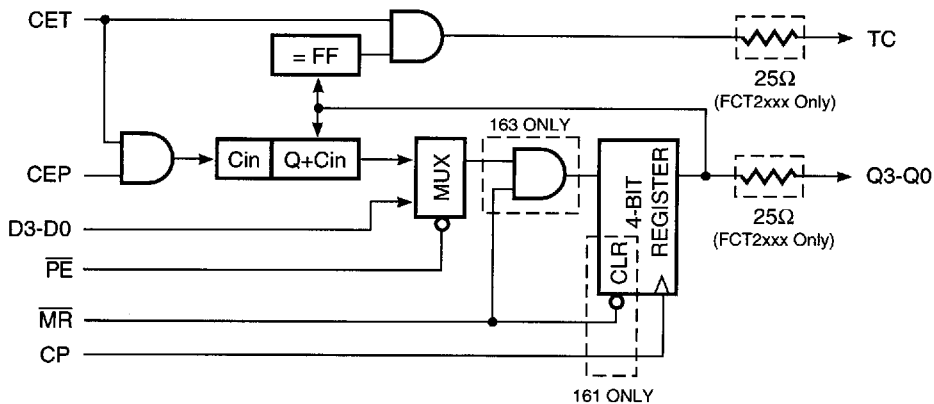 CET
= FF
TC
25Ω
(FCT2xxx Only)
163 ONLY
CEP
Cin
Q+Cin
MUX
4-BIT
REGISTER
CLR
Q3-Q0
25Ω
(FCT2xxx Only)
D3-D0
PE
MR
CP
161 ONLY